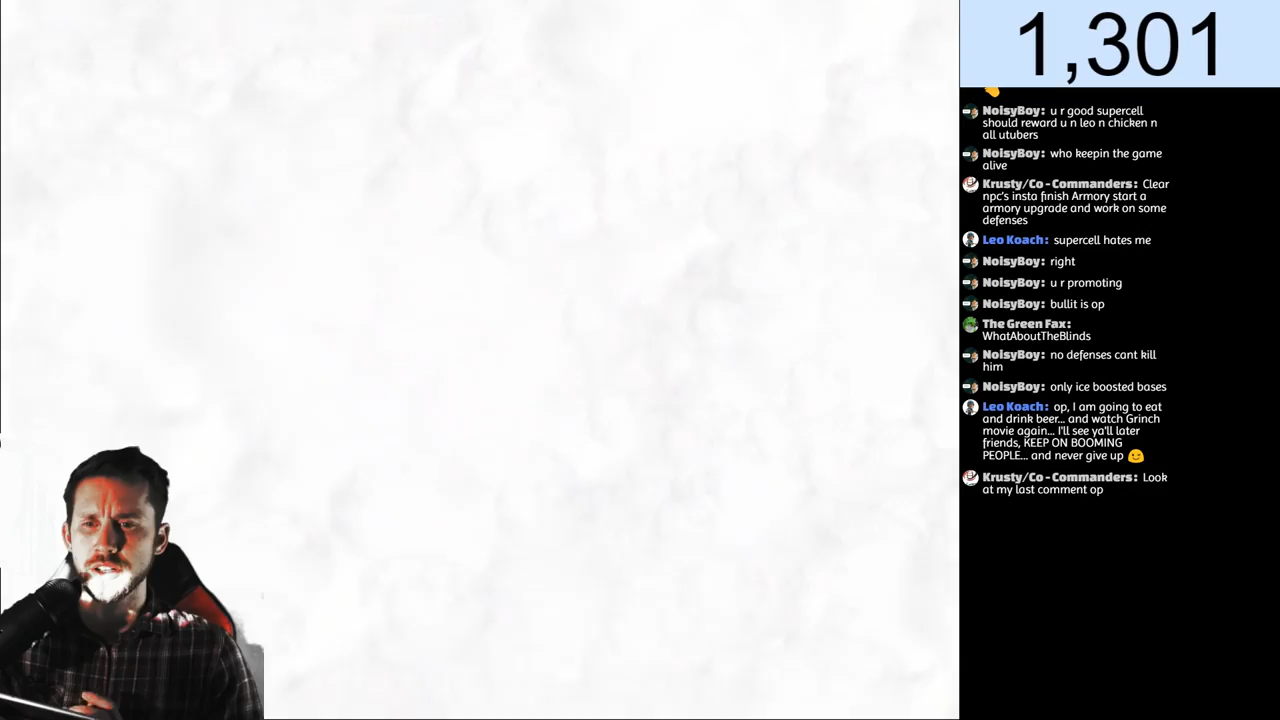 1,301
NoisyBoy: u r good supercell
should reward u n leo n chicken n
all utubers
NoisyBoy: who keepin the game
alive
Krusty/Co-Commanders: Clear
npc's insta finish Armory start a
armory upgrade and work on some
defenses
Leo Koach: supercell hates me
NoisyBoy: right
NoisyBoy: u r promoting
NoisyBoy: bullit is op
The Green Fax:
WhatAboutTheBlinds
NoisyBoy: no defenses cant kill
him
NoisyBoy: only ice boosted bases
Leo Koach: op, I am going to eat
and drink beer... and watch Grinch
movie again... I'll see ya'll later
friends, KEEP ON BOOMING
PEOPLE... and never give up
Krusty/Co-Commanders: Look
at my last comment op